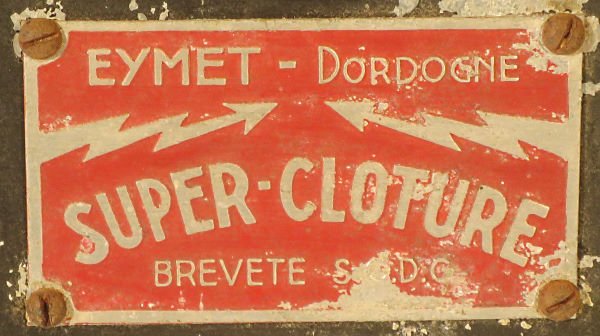 EYMET - DORDOGNE
SUPER-CLOTURE
BREVETE S.G.D.G.